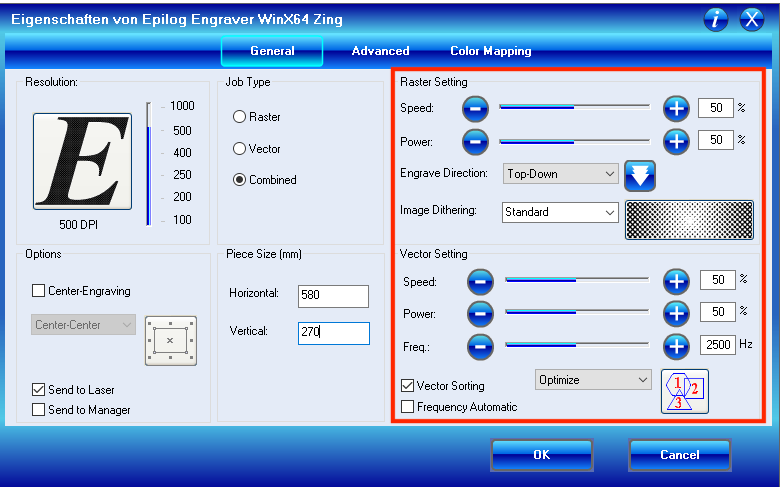 Eigenschaften von Epilog Engraver WinX64 Zing
i X
General Advanced Color Mapping
Resolution:
E
500 DPI
1000
500
400
250
200
100
Job Type
Raster
Vector
Combined
Options
Center-Engraving
Center-Center
Send to Laser
Send to Manager
Piece Size (mm)
Horizontal: 580
Vertical: 270
Raster Setting
Speed: 50 %
Power: 50 %
Engrave Direction: Top-Down
Image Dithering: Standard
Vector Setting
Speed: 50 %
Power: 50 %
Freq.: 2500 Hz
Vector Sorting Optimize
1 2
3
Frequency Automatic
OK Cancel